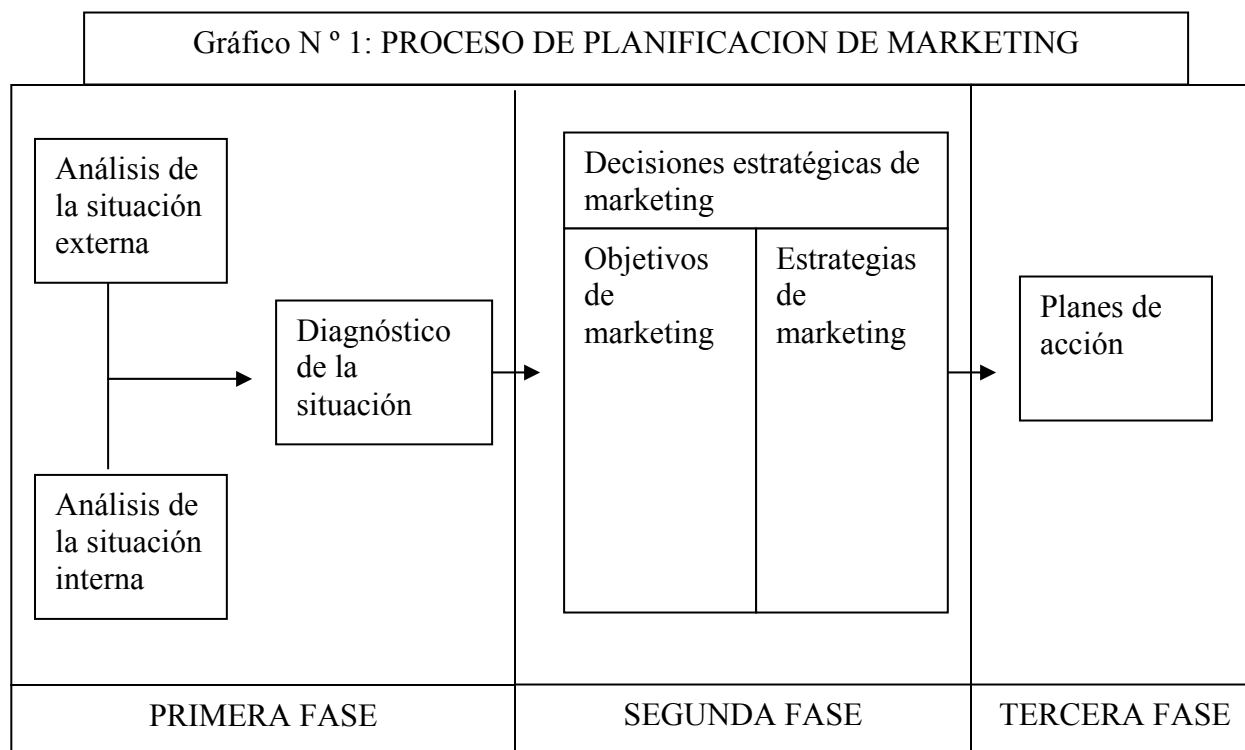 Gráfico N º 1: PROCESO DE PLANIFICACION DE MARKETING
Análisis de
la situación
externa
Análisis de
la situación
interna
Diagnóstico
de la
situación
Decisiones estratégicas de
marketing
Objetivos
de
marketing
Estrategias
de
marketing
Planes de
acción
PRIMERA FASE
SEGUNDA FASE
TERCERA FASE